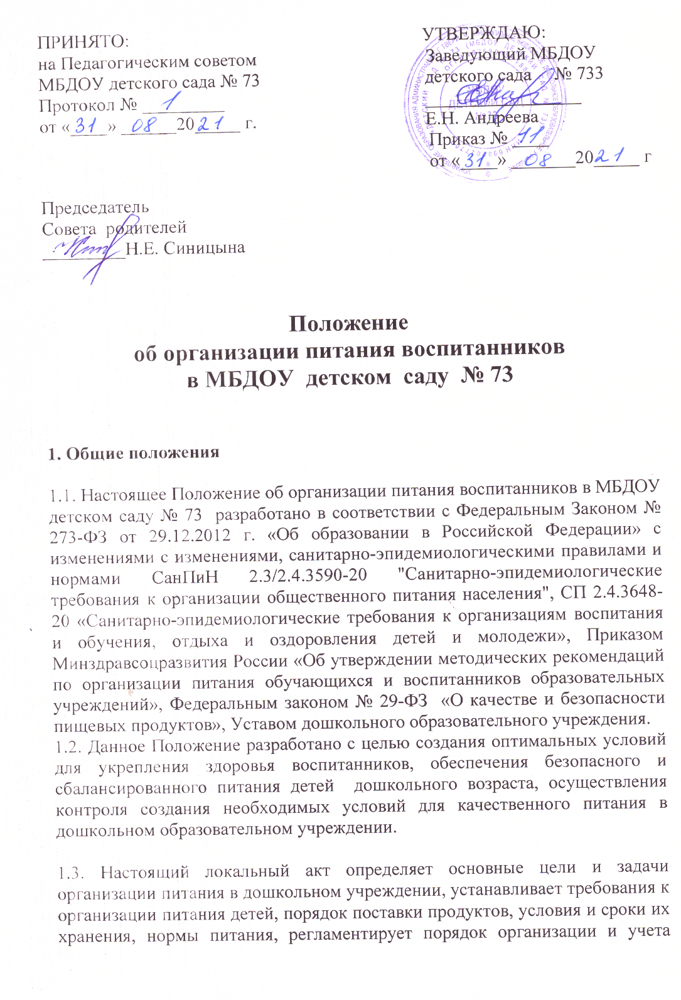 ПРИНЯТО:
на Педагогическим советом
МБДОУ детского сада № 73
Протокол № 1
от «31» 08 2021 г.
УТВЕРЖДАЮ:
Заведующий МБДОУ
детского сада № 733
Е.Н. Андреева
Приказ № 11
от «31» 08 2021 г
Председатель
Совета родителей
Н.Е. Синицына
Положение
об организации питания воспитанников
в МБДОУ детском саду № 73
1. Общие положения
1.1. Настоящее Положение об организации питания воспитанников в МБДОУ
детском саду № 73 разработано в соответствии с Федеральным Законом №
273-ФЗ от 29.12.2012 г. «Об образовании в Российской Федерации» с
изменениями с изменениями, санитарно-эпидемиологическими правилами и
нормами СанПиН 2.3/2.4.3590-20 "Санитарно-эпидемиологические
требования к организации общественного питания населения", СП 2.4.3648-
20 «Санитарно-эпидемиологические требования к организациям воспитания
и обучения, отдыха и оздоровления детей и молодежи», Приказом
Минздравсоцразвития России «Об утверждении методических рекомендаций
по организации питания обучающихся и воспитанников образовательных
учреждений», Федеральным законом № 29-ФЗ «О качестве и безопасности
пищевых продуктов», Уставом дошкольного образовательного учреждения.
1.2. Данное Положение разработано с целью создания оптимальных условий
для укрепления здоровья воспитанников, обеспечения безопасного и
сбалансированного питания детей дошкольного возраста, осуществления
контроля создания необходимых условий для качественного питания в
дошкольном образовательном учреждении.
1.3. Настоящий локальный акт определяет основные цели и задачи
организации питания в дошкольном учреждении, устанавливает требования к
организации питания детей, порядок поставки продуктов, условия и сроки их
хранения, нормы питания, регламентирует порядок организации и учета